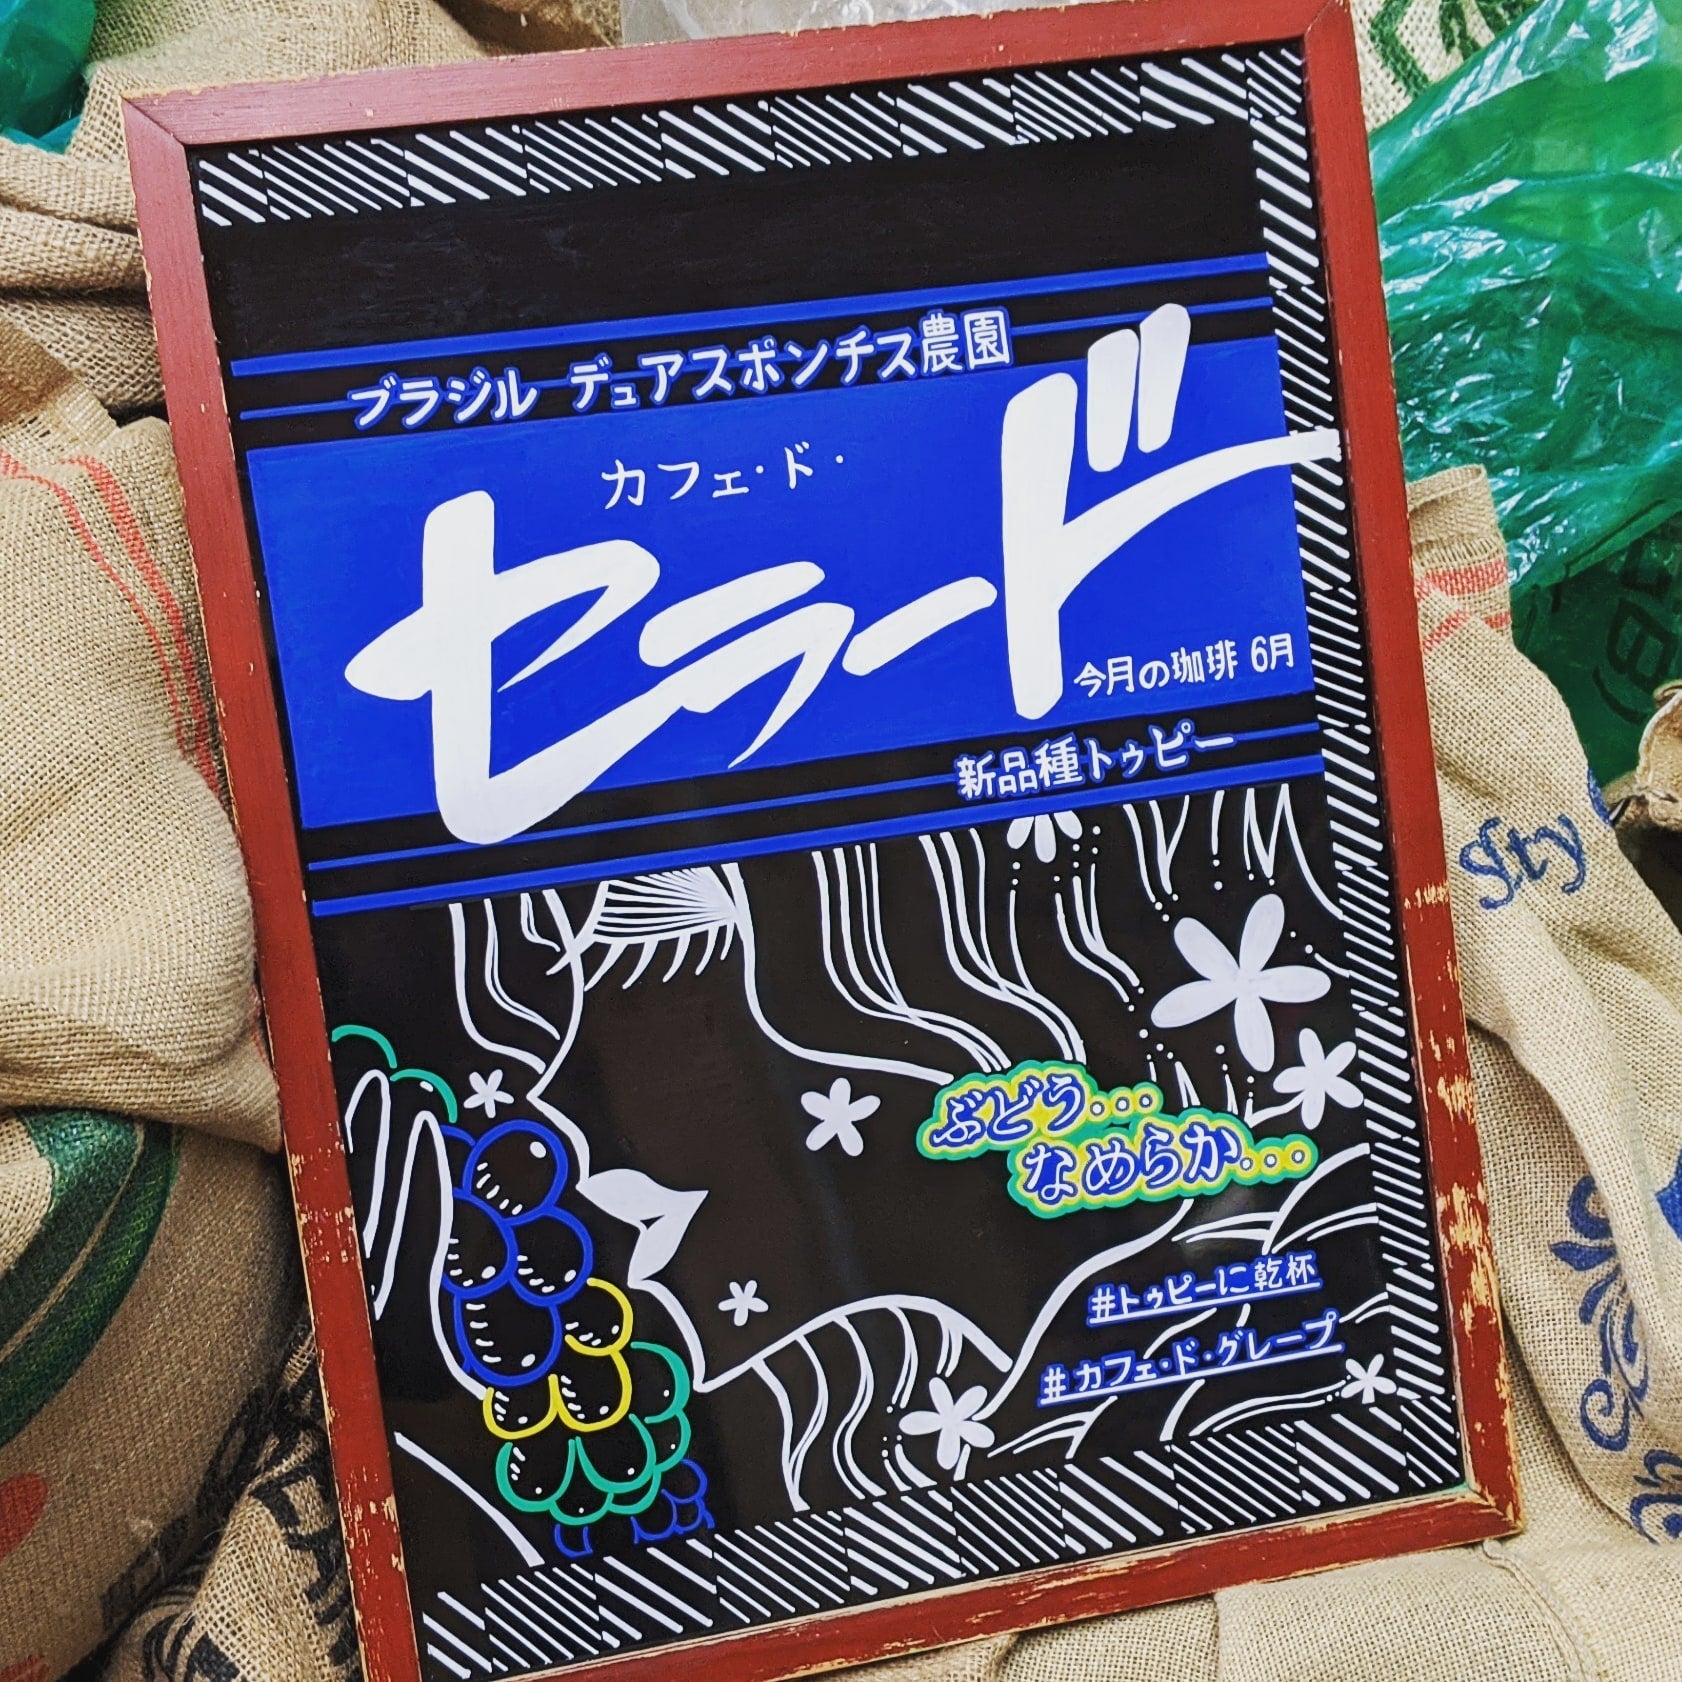 ブラジル デュアスポンチス農園
カフェ・ド・
セラード
今月の珈琲 6月
新品種トゥピー
ぶどう...
なめらか...
#トゥピーに乾杯
#カフェ・ド・グレープ